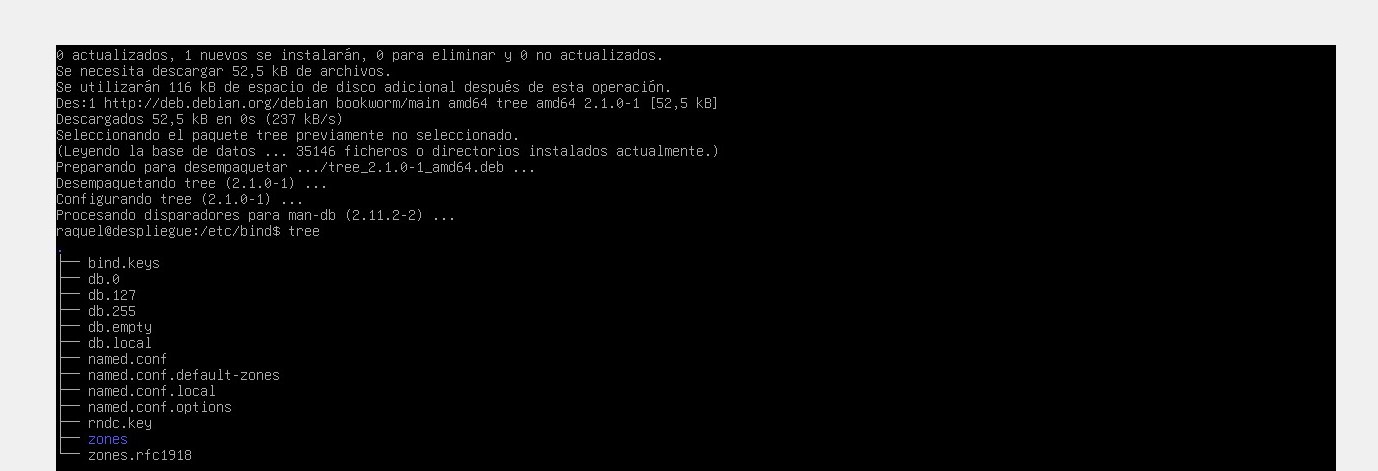 0 actualizados, 1 nuevos se instalarán, 0 para eliminar y 0 no actualizados.
Se necesita descargar 52,5 kB de archivos.
Se utilizarán 116 kB de espacio de disco adicional después de esta operación.
Des:1 http://deb.debian.org/debian bookworm/main amd64 tree amd64 2.1.0-1 [52,5 kB]
Descargados 52,5 kB en 0s (237 kB/s)
Seleccionando el paquete tree previamente no seleccionado.
(Leyendo la base de datos ... 35146 ficheros o directorios instalados actualmente.)
Preparando para desempaquetar .../tree_2.1.0-1_amd64.deb ...
Desempaquetando tree (2.1.0-1) ...
Configurando tree (2.1.0-1) ...
Procesando disparadores para man-db (2.11.2-2) ...
raquel@despliegue:/etc/bind$ tree
.
├── bind.keys
├── db.0
├── db.127
├── db.255
├── db.empty
├── db.local
├── named.conf
├── named.conf.default-zones
├── named.conf.local
├── named.conf.options
├── rndc.key
├── zones
└── zones.rfc1918